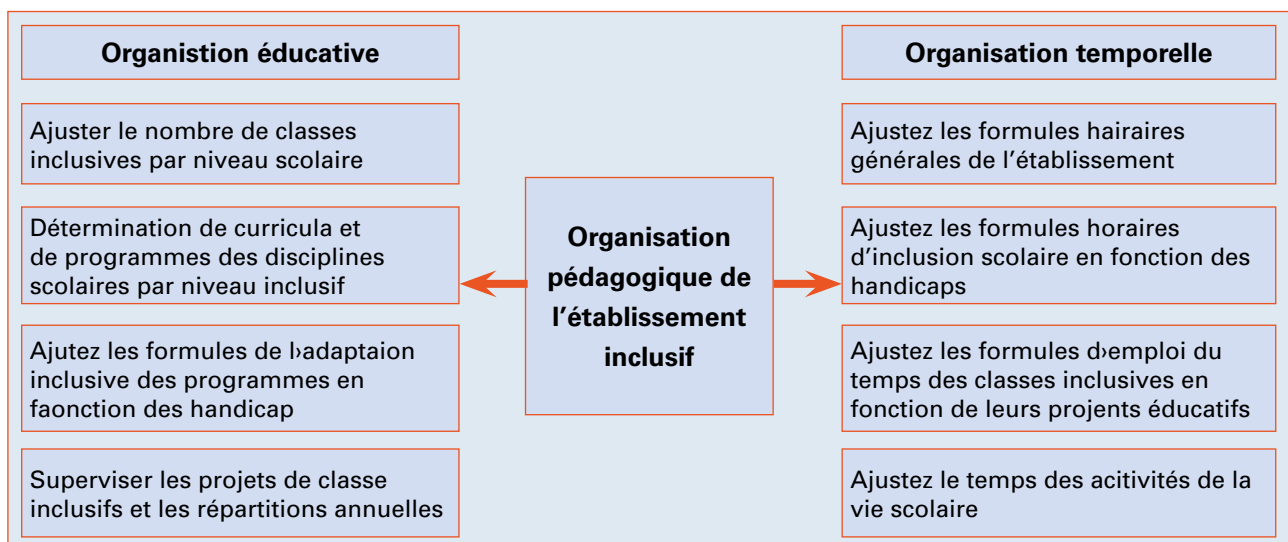 Organistion éducative
Ajuster le nombre de classes
inclusives par niveau scolaire
Détermination de curricula et
de programmes des disciplines
scolaires par niveau inclusif
Ajutez les formules de l›adaptaion
inclusive des programmes en
faonction des handicap
Superviser les projets de classe
inclusifs et les répartitions annuelles
Organisation
pédagogique de
l’établissement
inclusif
Organisation temporelle
Ajustez les formules hairaires
générales de l’établissement
Ajustez les formules horaires
d’inclusion scolaire en fonction des
handicaps
Ajustez les formules d›emploi du
temps des classes inclusives en
fonction de leurs projents éducatifs
Ajustez le temps des acitivités de la
vie scolaire